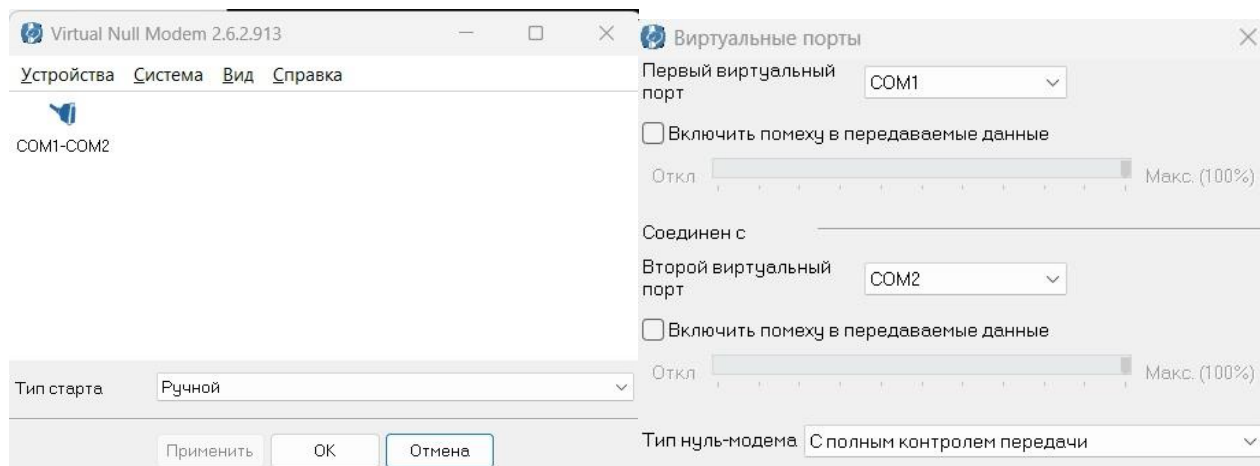 Virtual Null Modem 2.6.2.913
Устройства Система Вид Справка
COM1-COM2
Тип старта Ручной
Применить ОК Отмена
Виртуальные порты
Первый виртуальный
порт
COM1
Включить помеху в передаваемые данные
Откл Макс. (100%)
Соединен с
Второй виртуальный
порт
COM2
Включить помеху в передаваемые данные
Откл Макс. (100%)
Тип нуль-модема С полным контролем передачи